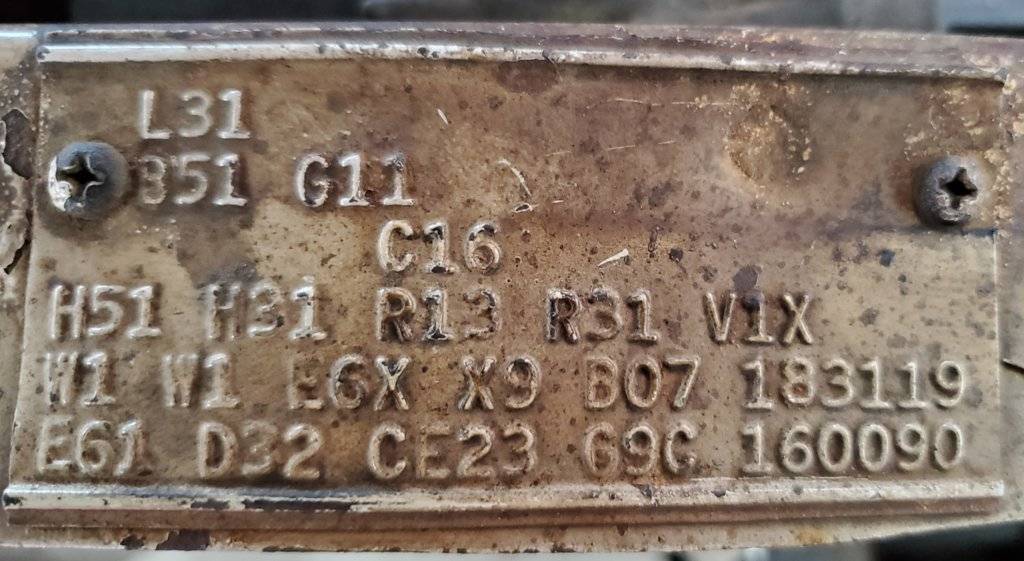 L31
B51 G11
C16
H51 H31 R13 R31 V1X
W1 W1 E6X X9 B07 183119
E61 D32 CE23 G9G 160090